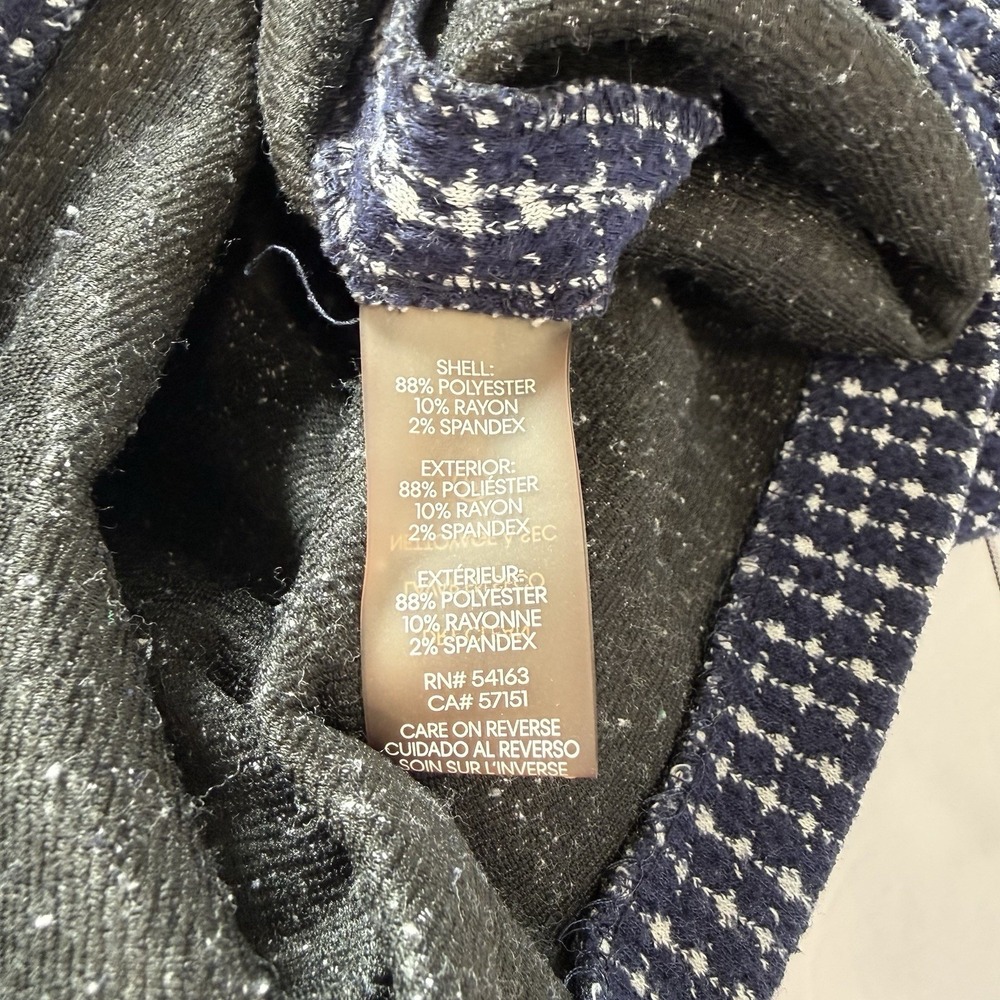 SHELL:
88% POLYESTER
10% RAYON
2% SPANDEX
EXTERIOR:
88% POLIÉSTER
10% RAYON
2% SPANDEX
EXTÉRIEUR:
88% POLYESTER
10% RAYONNE
2% SPANDEX
RN# 54163
CA# 57151
CARE ON REVERSE
CUIDADO AL REVERSO
SOIN SUR L'INVERSE